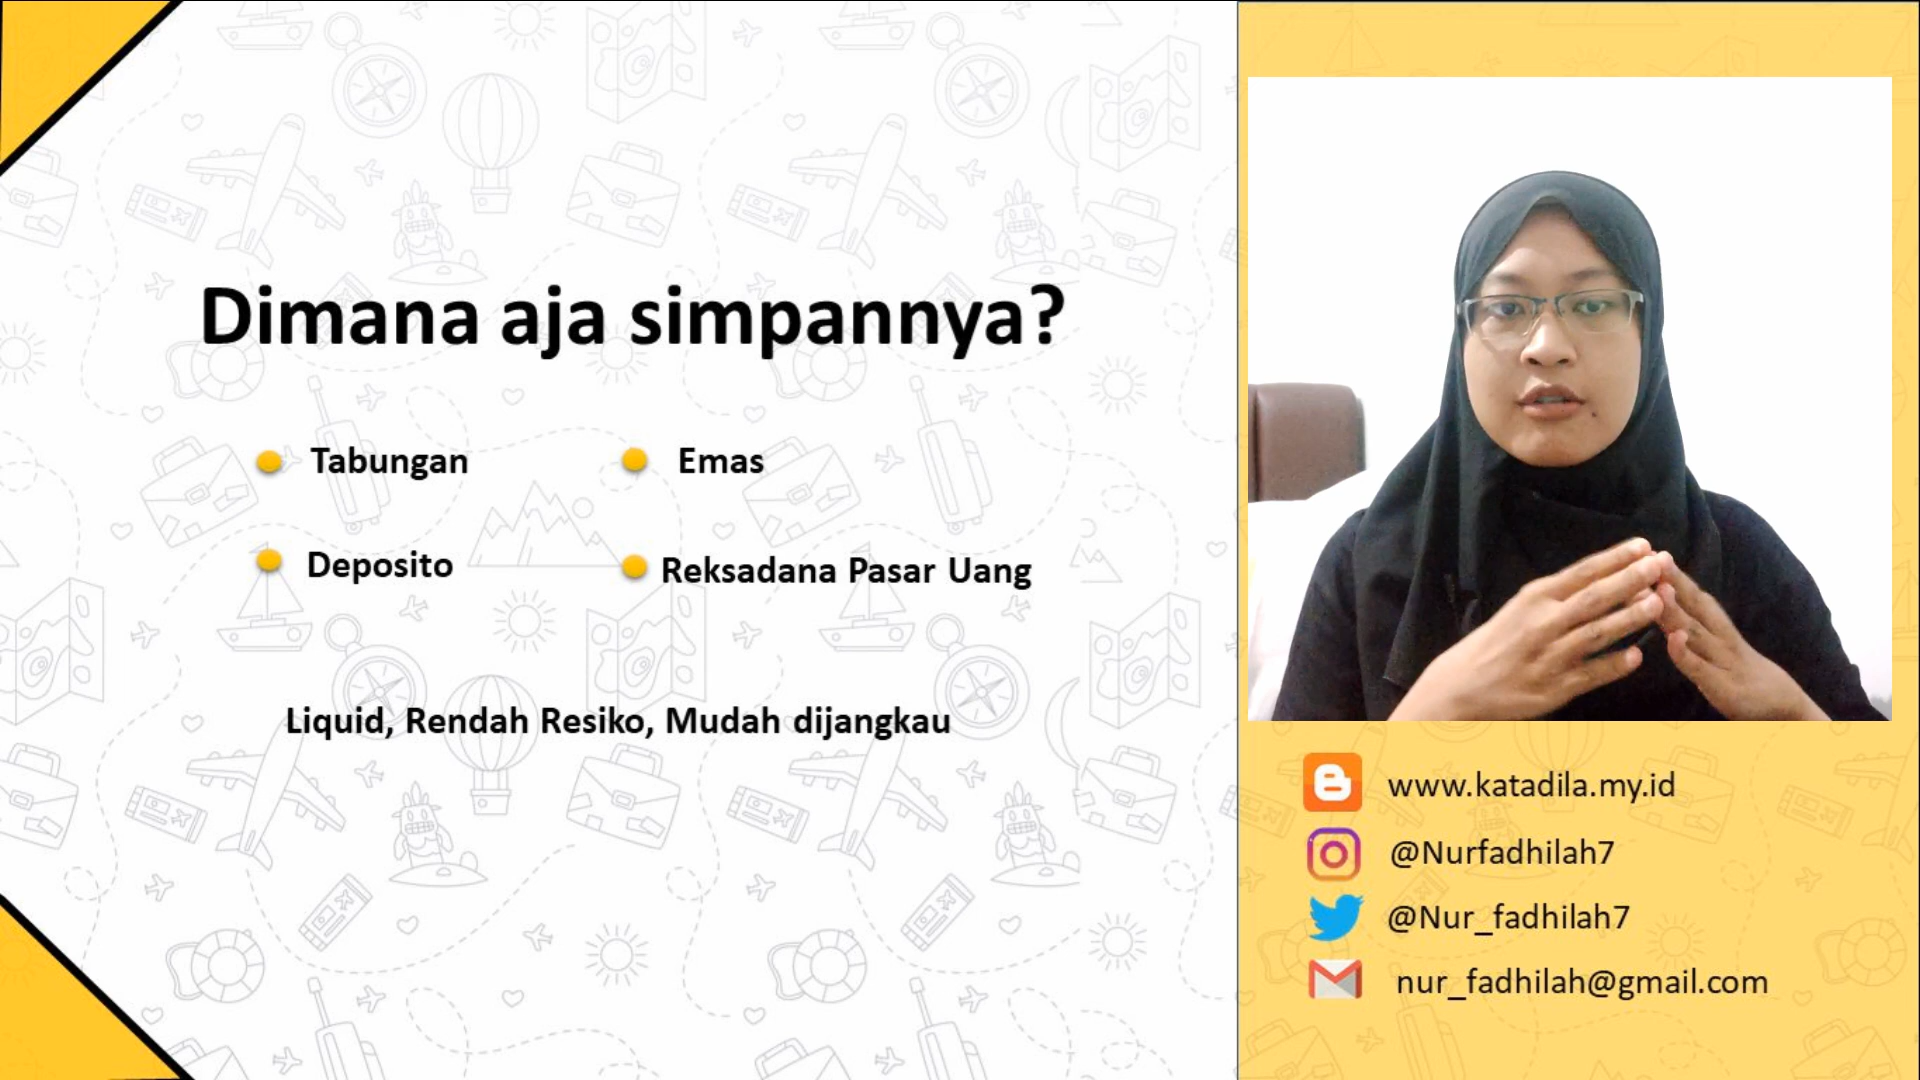 Dimana aja simpannya?
Tabungan
Emas
Deposito
Reksadana Pasar Uang
Liquid, Rendah Resiko, Mudah dijangkau
www.katadila.my.id
@Nurfadhilah7
@Nur_fadhilah7
nur_fadhilah@gmail.com